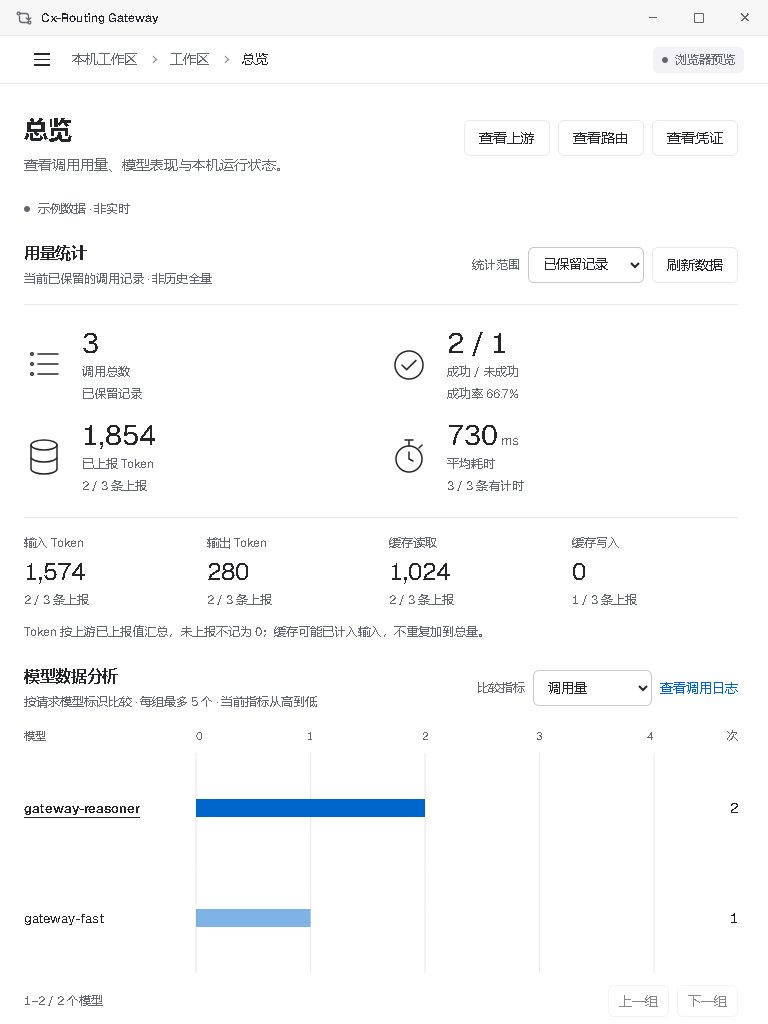 Cx-Routing Gateway
本机工作区 > 工作区 > 总览
浏览器预览
总览
查看上游 查看路由 查看凭证
查看调用用量、模型表现与本机运行状态。
示例数据 · 非实时
用量统计
当前已保留的调用记录 · 非历史全量
统计范围 已保留记录 刷新数据
3
调用总数
已保留记录
2 / 1
成功 / 未成功
成功率 66.7%
1,854
已上报 Token
2 / 3 条上报
730 ms
平均耗时
3 / 3 条有计时
输入 Token
1,574
2 / 3 条上报
输出 Token
280
2 / 3 条上报
缓存读取
1,024
2 / 3 条上报
缓存写入
0
1 / 3 条上报
Token 按上游已上报值汇总，未上报不记为 0；缓存可能已计入输入，不重复加到总量。
模型数据分析
按请求模型标识比较 · 每组最多 5 个 · 当前指标从高到低
比较指标 调用量 查看调用日志
模型 0 1 2 3 4 次
gateway-reasoner 2
gateway-fast 1
1–2 / 2 个模型
上一组 下一组